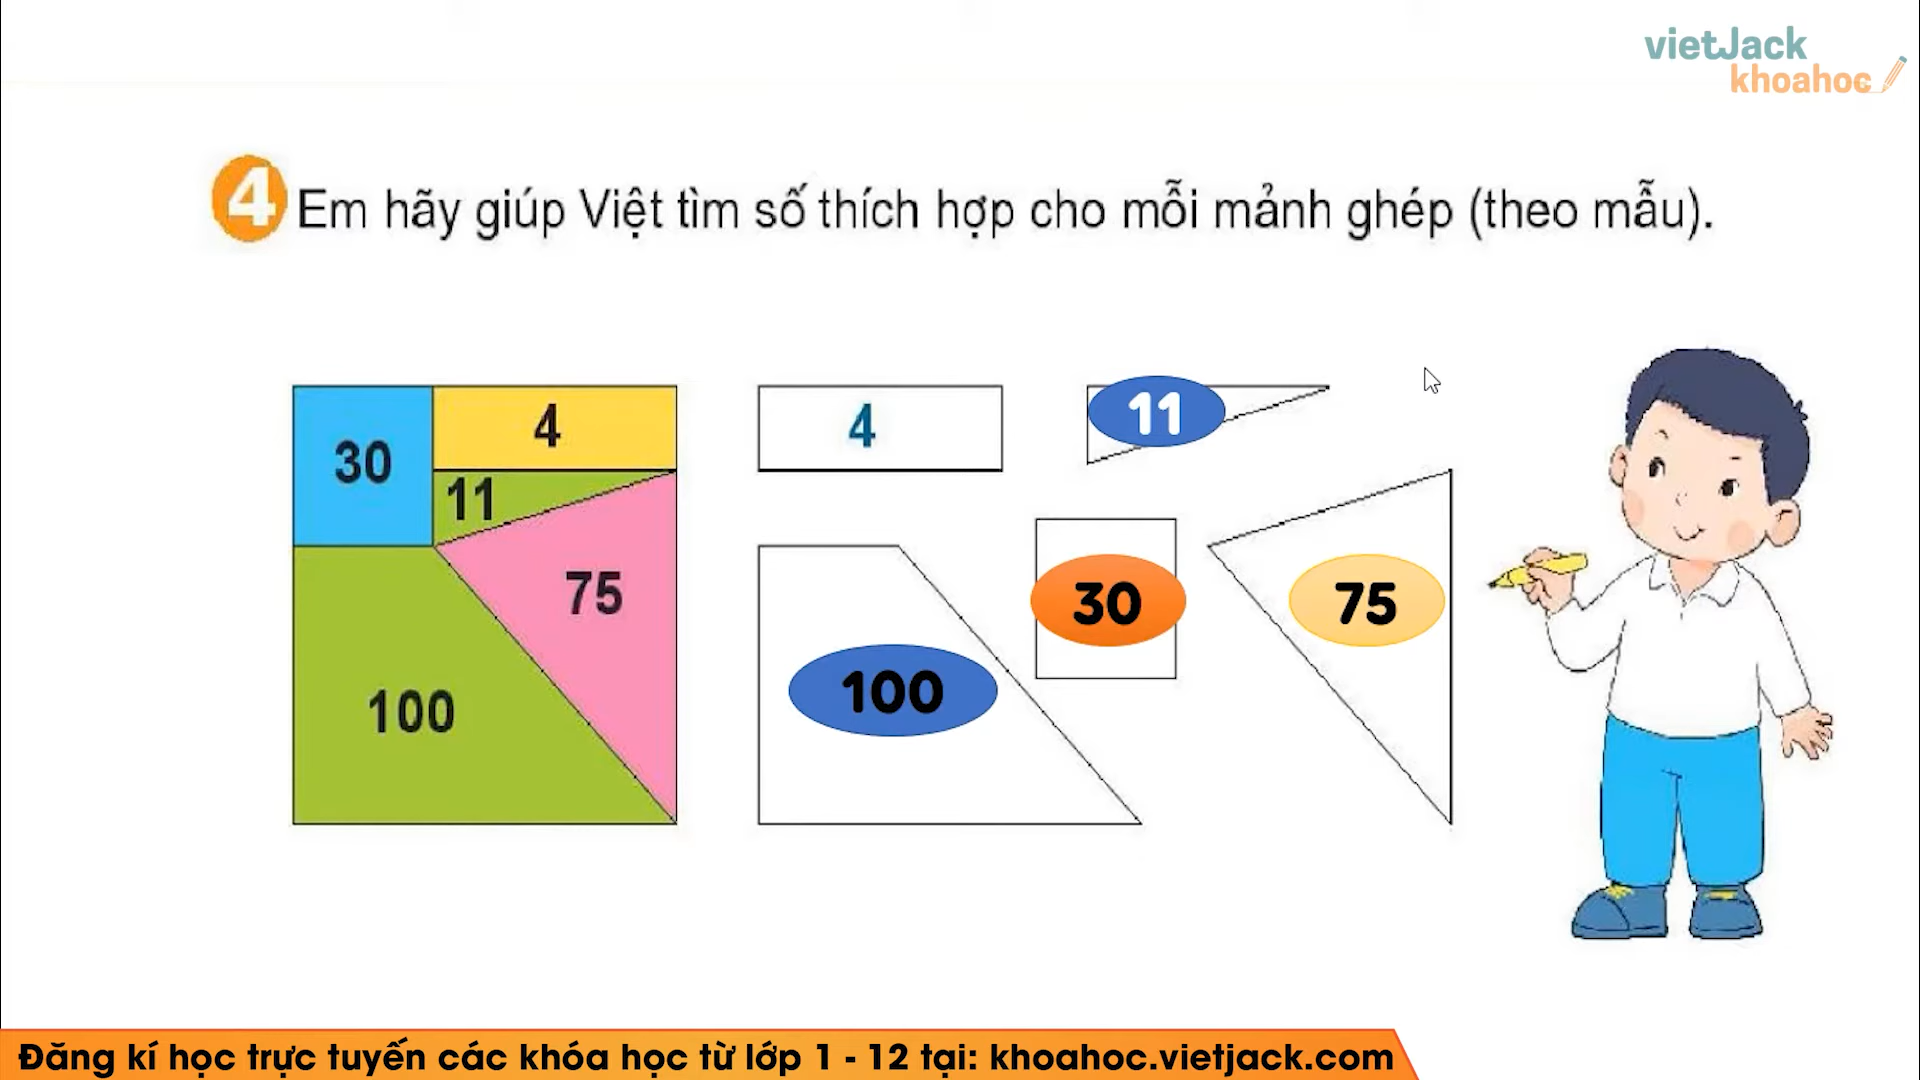 vietJack
khoahoc
4 Em hãy giúp Việt tìm số thích hợp cho mỗi mảnh ghép (theo mẫu).
30
4
11
75
100
4
11
30
75
100
Đăng kí học trực tuyến các khóa học từ lớp 1 - 12 tại: khoahoc.vietjack.com